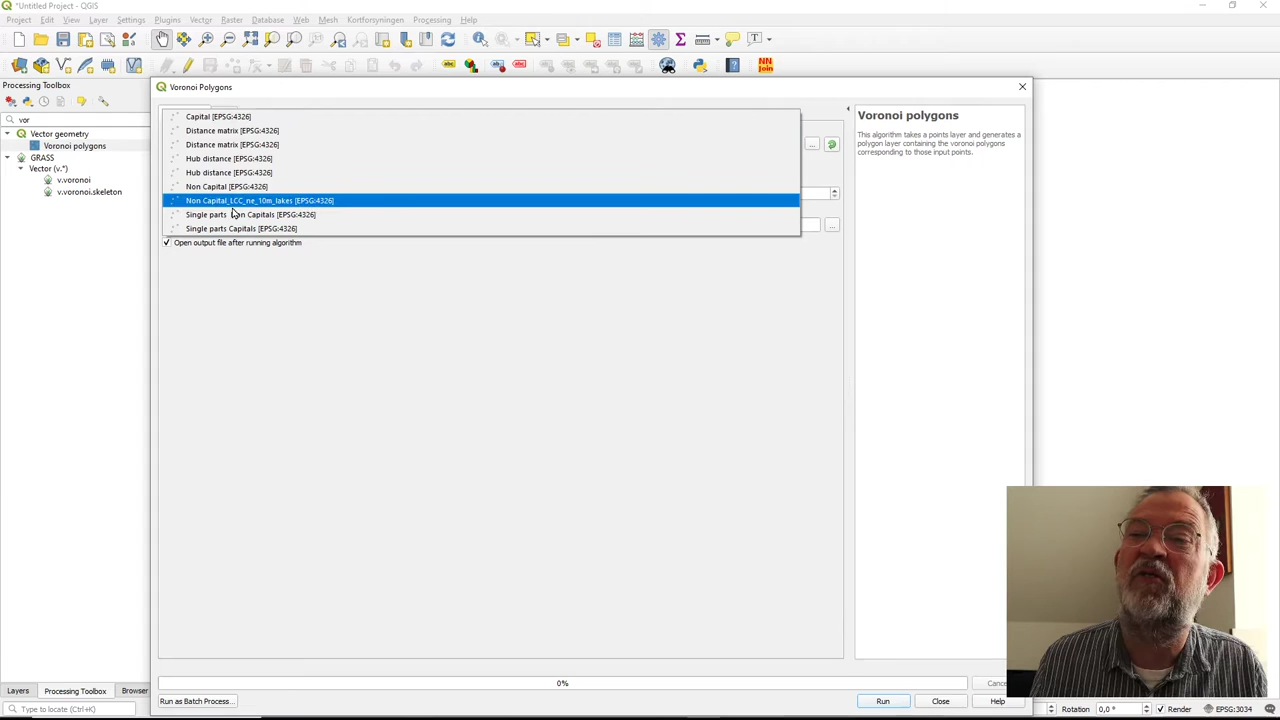 *Untitled Project - QGIS
Project Edit View Layer Settings Plugins Vector Raster Database Web Mesh Kortforsyningen Processing Help
Processing Toolbox
vor
Vector geometry
Voronoi polygons
GRASS
Vector (v.*)
v.voronoi
v.voronoi.skeleton
Voronoi Polygons
Capital [EPSG:4326]
Distance matrix [EPSG:4326]
Distance matrix [EPSG:4326]
Hub distance [EPSG:4326]
Hub distance [EPSG:4326]
Non Capital [EPSG:4326]
Non Capital_LCC_ne_10m_lakes [EPSG:4326]
Single parts Capitals [EPSG:4326]
Single parts Capitals [EPSG:4326]
Open output file after running algorithm
Voronoi polygons
This algorithm takes a points layer and generates a
polygon layer containing the voronoi polygons
corresponding to those input points.
0%
Run as Batch Process...
Run
Close
Help
Layers Processing Toolbox Browser
Type to locate (Ctrl+K)
Rotation 0,0° Render EPSG:3034